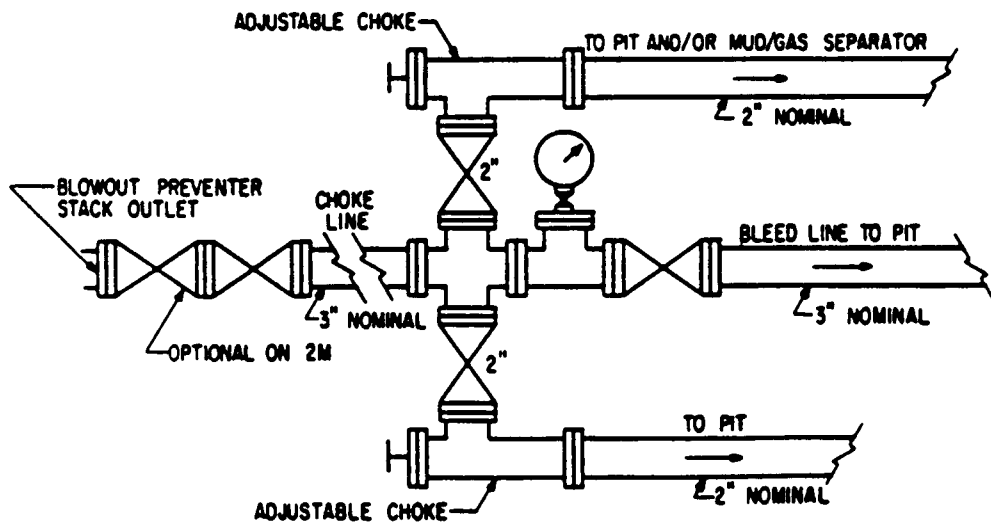 ADJUSTABLE CHOKE
TO PIT AND/OR MUD/GAS SEPARATOR
2" NOMINAL
2"
BLOWOUT PREVENTER
STACK OUTLET
CHOKE
LINE
BLEED LINE TO PIT
3" NOMINAL
3" NOMINAL
OPTIONAL ON 2M
2"
TO PIT
2" NOMINAL
ADJUSTABLE CHOKE